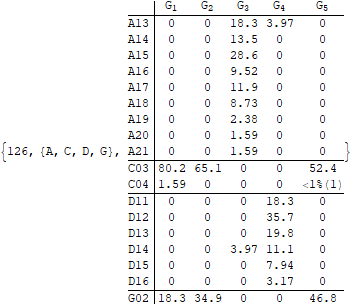 G1 G2 G3 G4 G5
A13 0 0 18.3 3.97 0
A14 0 0 13.5 0 0
A15 0 0 28.6 0 0
A16 0 0 9.52 0 0
A17 0 0 11.9 0 0
A18 0 0 8.73 0 0
A19 0 0 2.38 0 0
A20 0 0 1.59 0 0
{126, {A, C, D, G}, A21 0 0 1.59 0 0 }
C03 80.2 65.1 0 0 52.4
C04 1.59 0 0 0 <1%(1)
D11 0 0 0 18.3 0
D12 0 0 0 35.7 0
D13 0 0 0 19.8 0
D14 0 0 3.97 11.1 0
D15 0 0 0 7.94 0
D16 0 0 0 3.17 0
G02 18.3 34.9 0 0 46.8